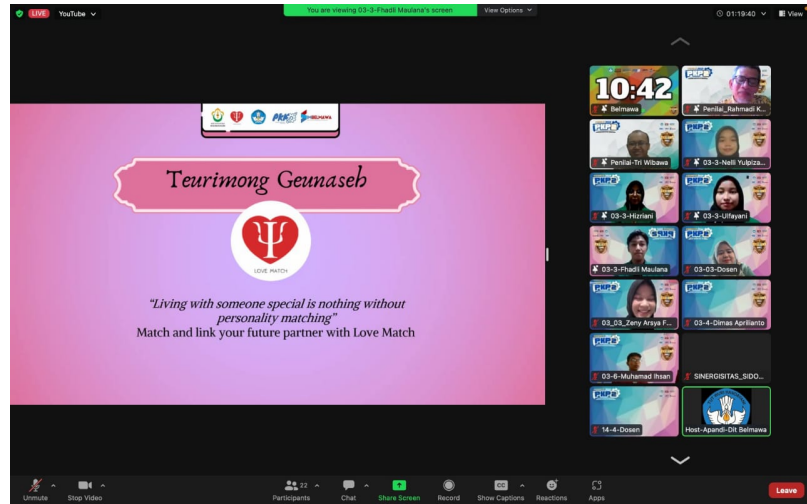 LIVE
YouTube
You are viewing 03-3-Fhadli Maulana's screen
View Options
01:19:40
View
BELMAWA
Teurimong Geunaseh
LOVE MATCH
"Living with someone special is nothing without
personality matching"
Match and link your future partner with Love Match
10:42
Belmawa
Penilai_Rahmadi K...
Penilai-Tri Wibawa
03-3-Nelli Yulpiza...
03-3-Hizriani
03-3-Ulfayani
03-3-Fhadli Maulana
03-03-Dosen
03_03_Zeny Arsya F...
03-4-Dimas Aprilianto
03-6-Muhamad Ihsan
SINERGISITAS_SIDO...
14-4-Dosen
Host-Apandi-Dit Belmawa
Unmute
Stop Video
22
Participants
Chat
Share Screen
Record
CC
Show Captions
Reactions
Apps
Leave